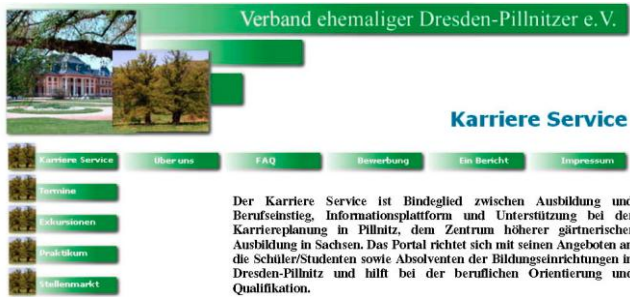 Verband ehemaliger Dresden-Pillnitzer e.V.
Karriere Service
Karriere Service Über uns FAQ Bewerbung Ein Bericht Impressum
Termine
Exkursionen
Praktikum
Stellenmarkt
Der Karriere Service ist Bindeglied zwischen Ausbildung und
Berufseinstieg, Informationsplattform und Unterstützung bei der
Karriereplanung in Pillnitz, dem Zentrum höherer gärtnerischer
Ausbildung in Sachsen. Das Portal richtet sich mit seinen Angeboten an
die Schüler/Studenten sowie Absolventen der Bildungseinrichtungen in
Dresden-Pillnitz und hilft bei der beruflichen Orientierung und
Qualifikation.